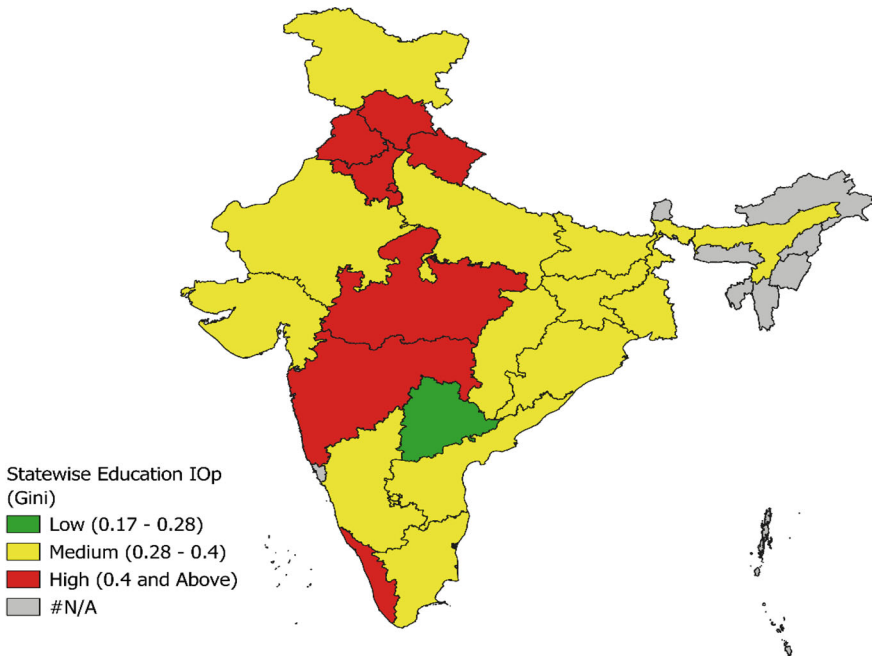 Statewise Education IOp
(Gini)
Low (0.17 - 0.28)
Medium (0.28 - 0.4)
High (0.4 and Above)
#N/A